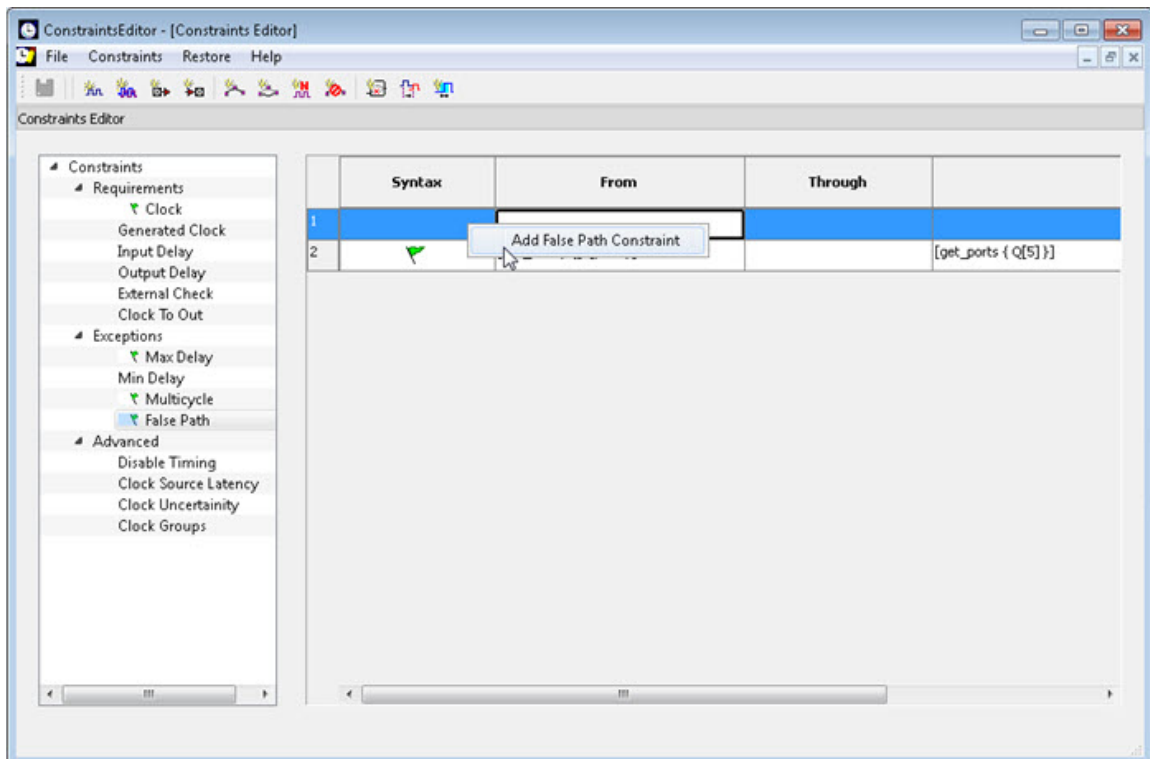 ConstraintsEditor - [Constraints Editor]
File Constraints Restore Help
Constraints Editor
Constraints
Requirements
Clock
Generated Clock
Input Delay
Output Delay
External Check
Clock To Out
Exceptions
Max Delay
Min Delay
Multicycle
False Path
Advanced
Disable Timing
Clock Source Latency
Clock Uncertainity
Clock Groups
Syntax From Through
1
Add False Path Constraint
2 [get_ports { Q[5] }]